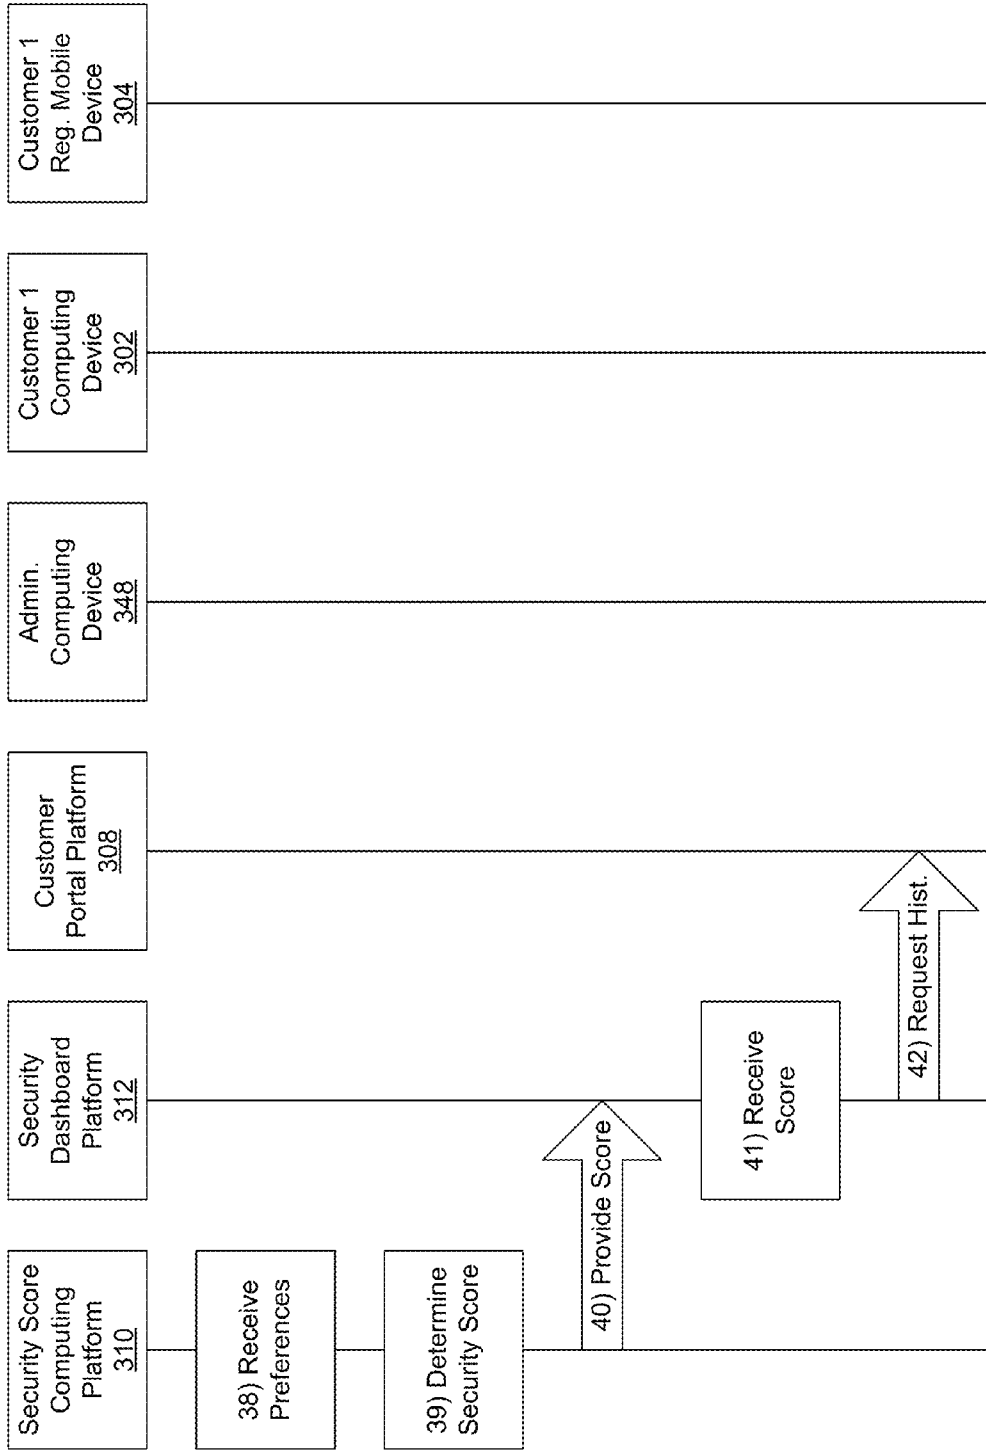 Security Score
Computing
Platform
310
Security
Dashboard
Platform
312
Customer
Portal Platform
308
Admin.
Computing
Device
348
Customer 1
Computing
Device
302
Customer 1
Reg. Mobile
Device
304
38) Receive
Preferences
39) Determine
Security Score
40) Provide Score
41) Receive
Score
42) Request Hist.